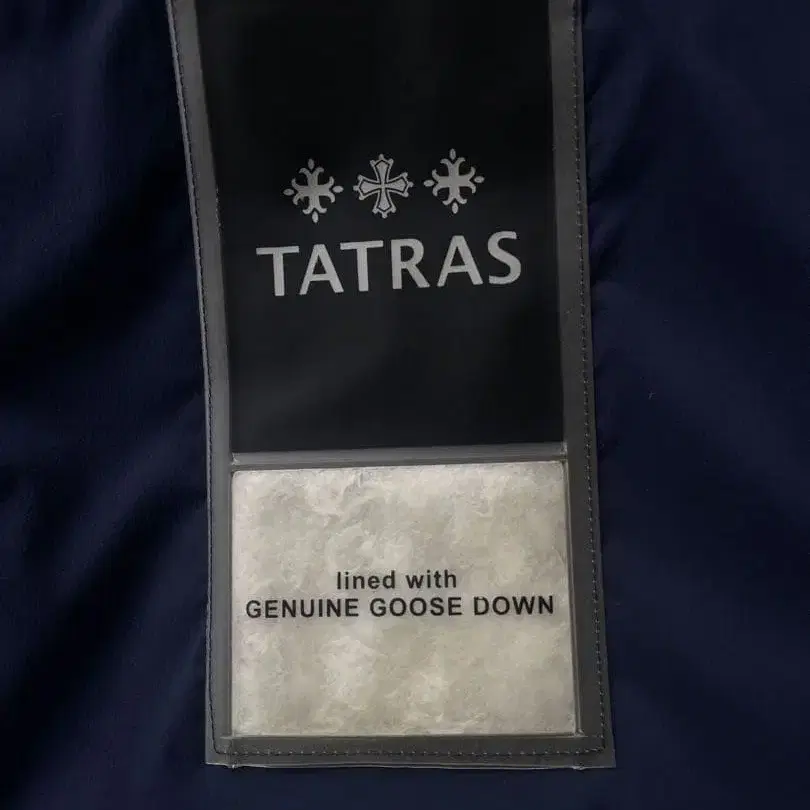 TATRAS
lined with
GENUINE GOOSE DOWN